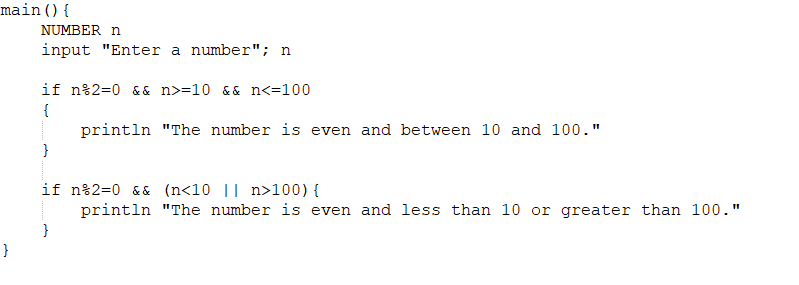 main(){
NUMBER n
input "Enter a number"; n
if n%2=0 && n>=10 && n<=100
{
println "The number is even and between 10 and 100."
}
if n%2=0 && (n<10 || n>100){
println "The number is even and less than 10 or greater than 100."
}
}